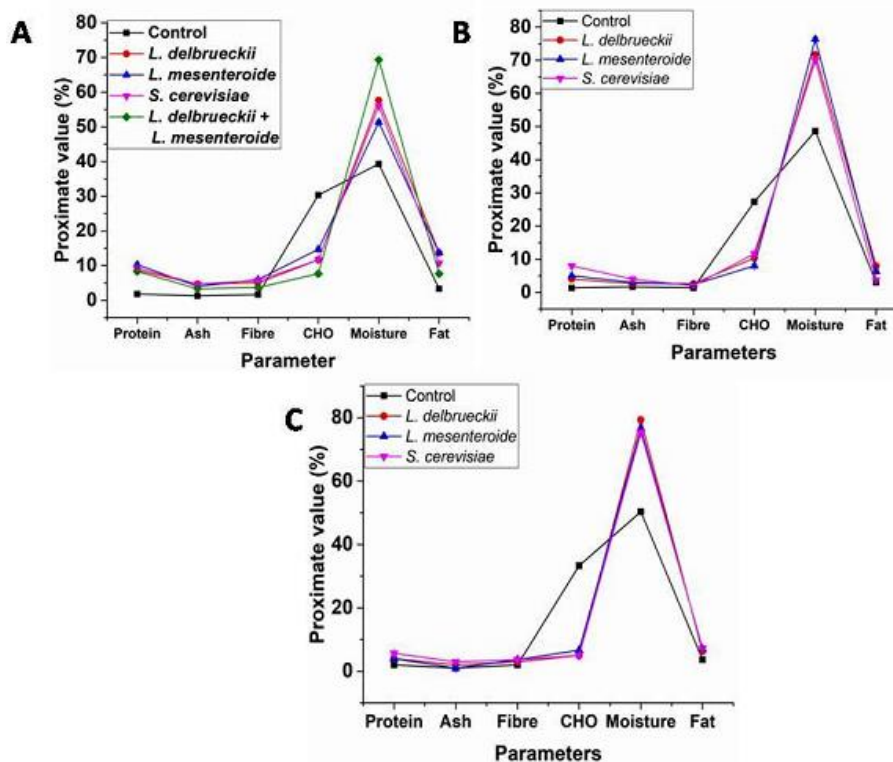 A
80
70
60
50
40
30
20
10
0
Proximate value (%)
Control
L. delbrueckii
L. mesenteroide
S. cerevisiae
L. delbrueckii +
L. mesenteroide
Protein Ash Fibre CHO Moisture Fat
Parameter
B
80
70
60
50
40
30
20
10
0
Proximate value (%)
Control
L. delbrueckii
L. mesenteroide
S. cerevisiae
Protein Ash Fibre CHO Moisture Fat
Parameters
C
80
60
40
20
0
Proximate value (%)
Control
L. delbrueckii
L. mesenteroide
S. cerevisiae
Protein Ash Fibre CHO Moisture Fat
Parameters